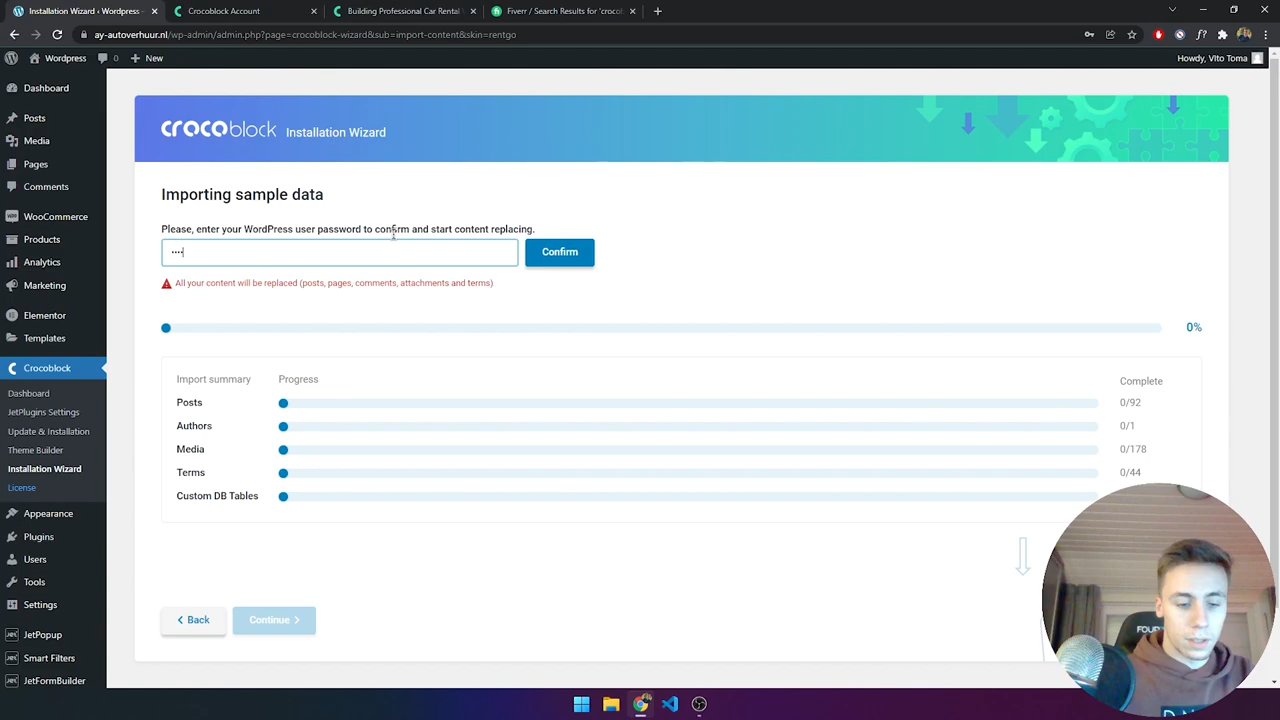 Installation Wizard ‹ Wordpress –
Crocoblock Account
Building Professional Car Rental
Fiverr / Search Results for 'crocol
ay-autoverhuur.nl/wp-admin/admin.php?page=crocoblock-wizard&sub=import-content&skin=rentgo
Wordpress
0
New
Howdy, VIto Toma
Dashboard
Posts
Media
Pages
Comments
WooCommerce
Products
Analytics
Marketing
Elementor
Templates
Crocoblock
Dashboard
JetPlugins Settings
Update & Installation
Theme Builder
Installation Wizard
License
Appearance
Plugins
Users
Tools
Settings
JetPopup
Smart Filters
JetFormBuilder
crocoblock Installation Wizard
Importing sample data
Please, enter your WordPress user password to confirm and start content replacing.
Confirm
All your content will be replaced (posts, pages, comments, attachments and terms)
0%
Import summary Progress Complete
Posts 0/92
Authors 0/1
Media 0/178
Terms 0/44
Custom DB Tables
Back
Continue